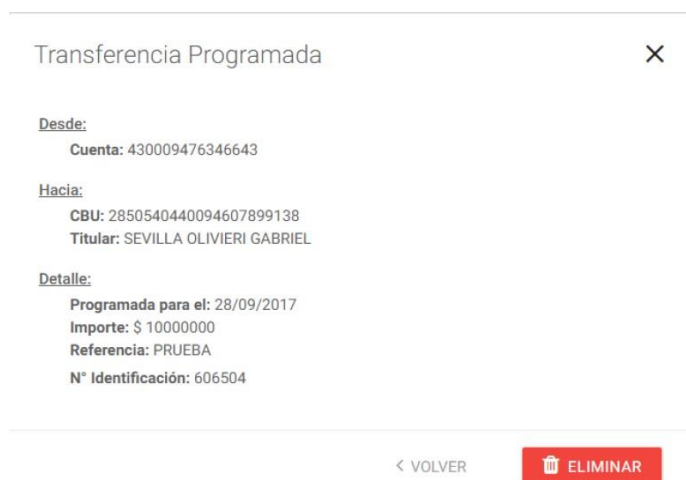 Transferencia Programada
Desde:
Cuenta: 430009476346643
Hacia:
CBU: 2850540440094607899138
Titular: SEVILLA OLIVIERI GABRIEL
Detalle:
Programada para el: 28/09/2017
Importe: $ 10000000
Referencia: PRUEBA
N° Identificación: 606504
< VOLVER
ELIMINAR